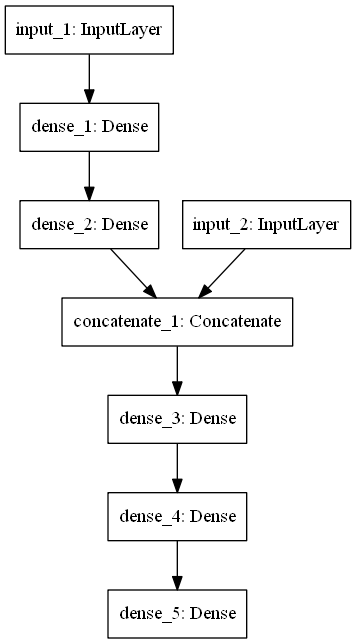 input_1: InputLayer
dense_1: Dense
dense_2: Dense
input_2: InputLayer
concatenate_1: Concatenate
dense_3: Dense
dense_4: Dense
dense_5: Dense